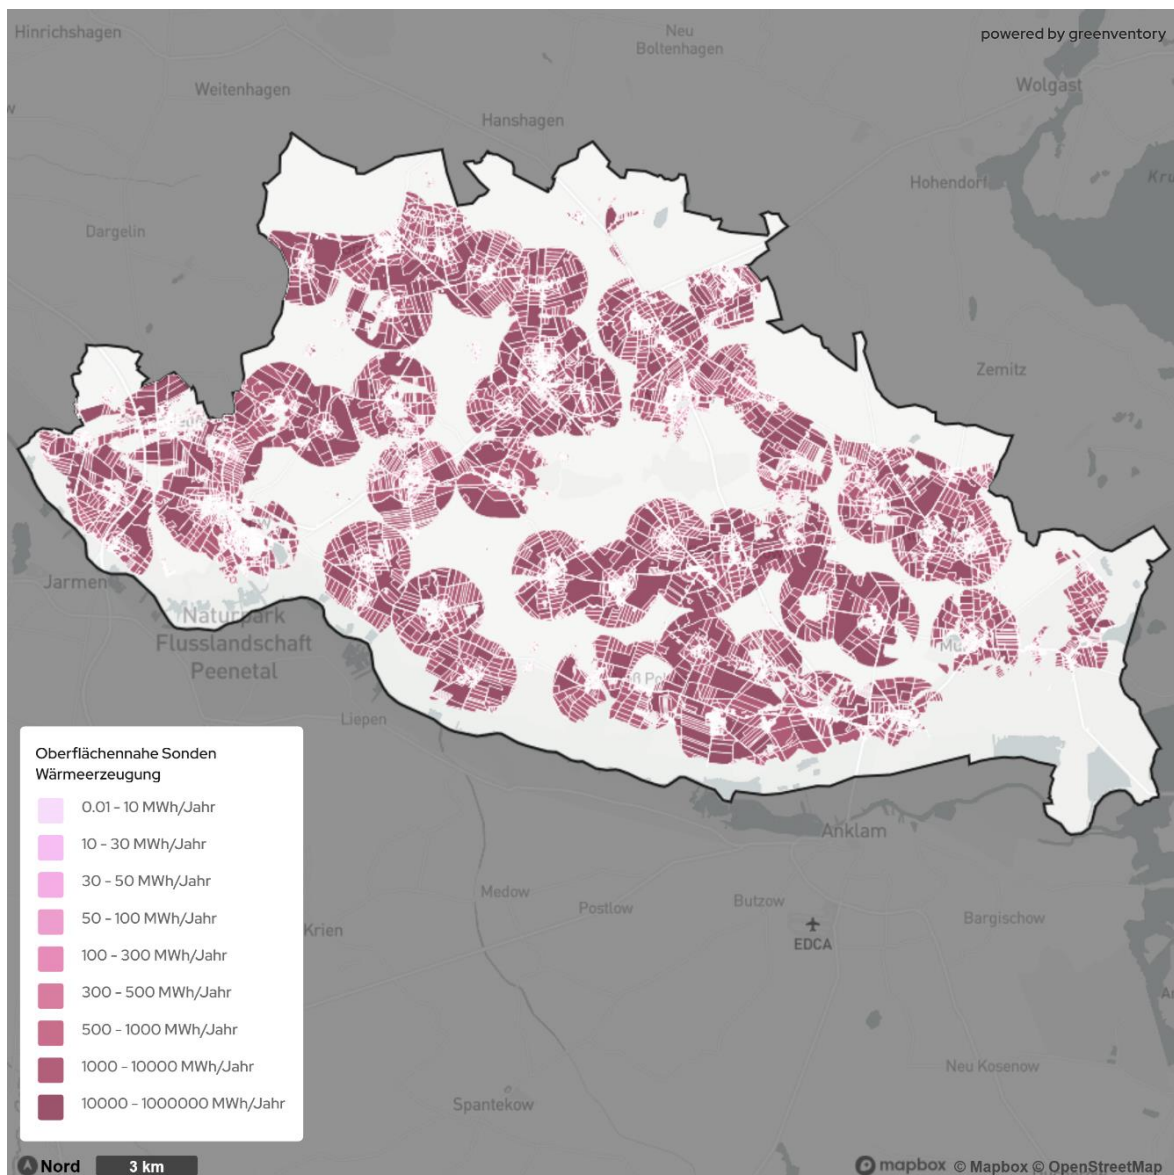 Hinrichshagen
Neu
Boltenhagen
powered by greenventory
Weitenhagen
Wolgast
Hanshagen
Hohendorf
Dargelin
Zemitz
Jarmen
Naturpark
Flusslandschaft
Peenetal
Liepen
Anklam
Medow
Postlow
Butzow
Bargischow
Krien
EDCA
Neu Kosenow
Spantekow
Oberflächennahe Sonden
Wärmeerzeugung
0.01 - 10 MWh/Jahr
10 - 30 MWh/Jahr
30 - 50 MWh/Jahr
50 - 100 MWh/Jahr
100 - 300 MWh/Jahr
300 - 500 MWh/Jahr
500 - 1000 MWh/Jahr
1000 - 10000 MWh/Jahr
10000 - 1000000 MWh/Jahr
Nord
3 km
mapbox © Mapbox © OpenStreetMap